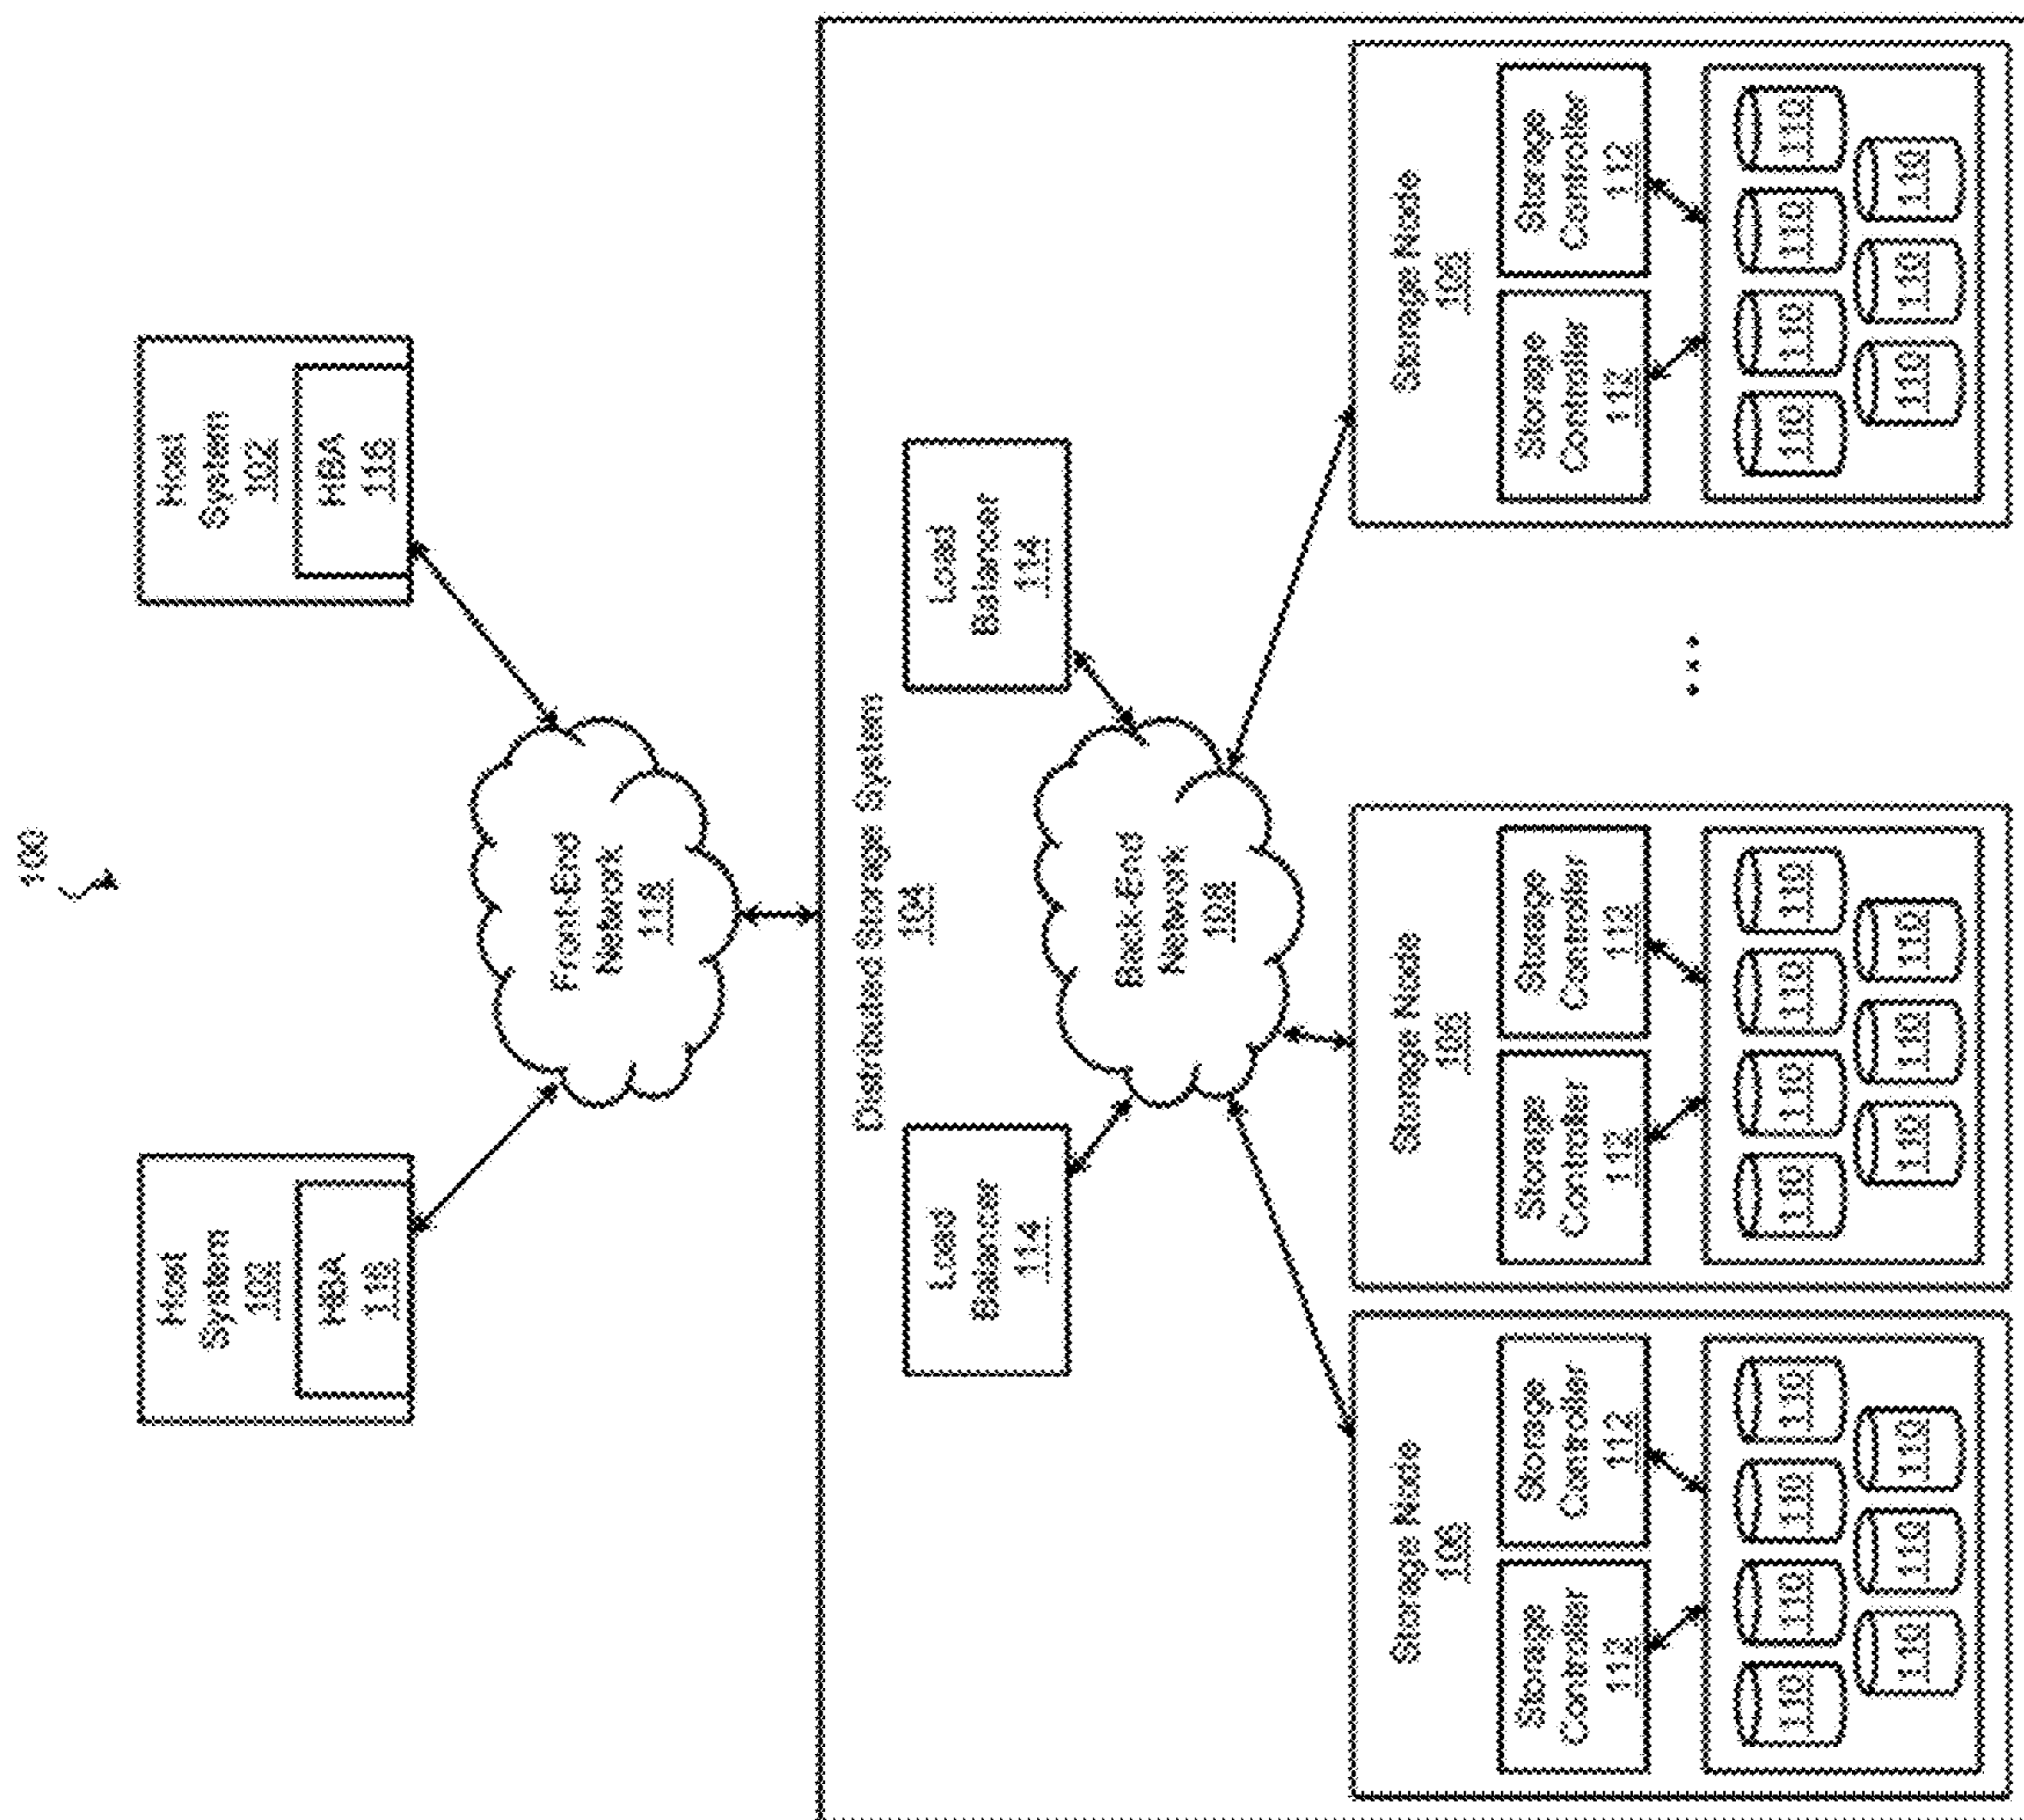 100
Host
System
102
HBA
116
Host
System
102
HBA
116
Front-End
Network
118
Distributed Storage System
104
Load
Balancer
114
Load
Balancer
114
Back-End
Network
108
Storage Node
106
Storage
Controller
112
Storage
Controller
112
110 110 110 110
110 110 110
Storage Node
106
Storage
Controller
112
Storage
Controller
112
110 110 110 110
110 110 110
...
Storage Node
106
Storage
Controller
112
Storage
Controller
112
110 110 110 110
110 110 110